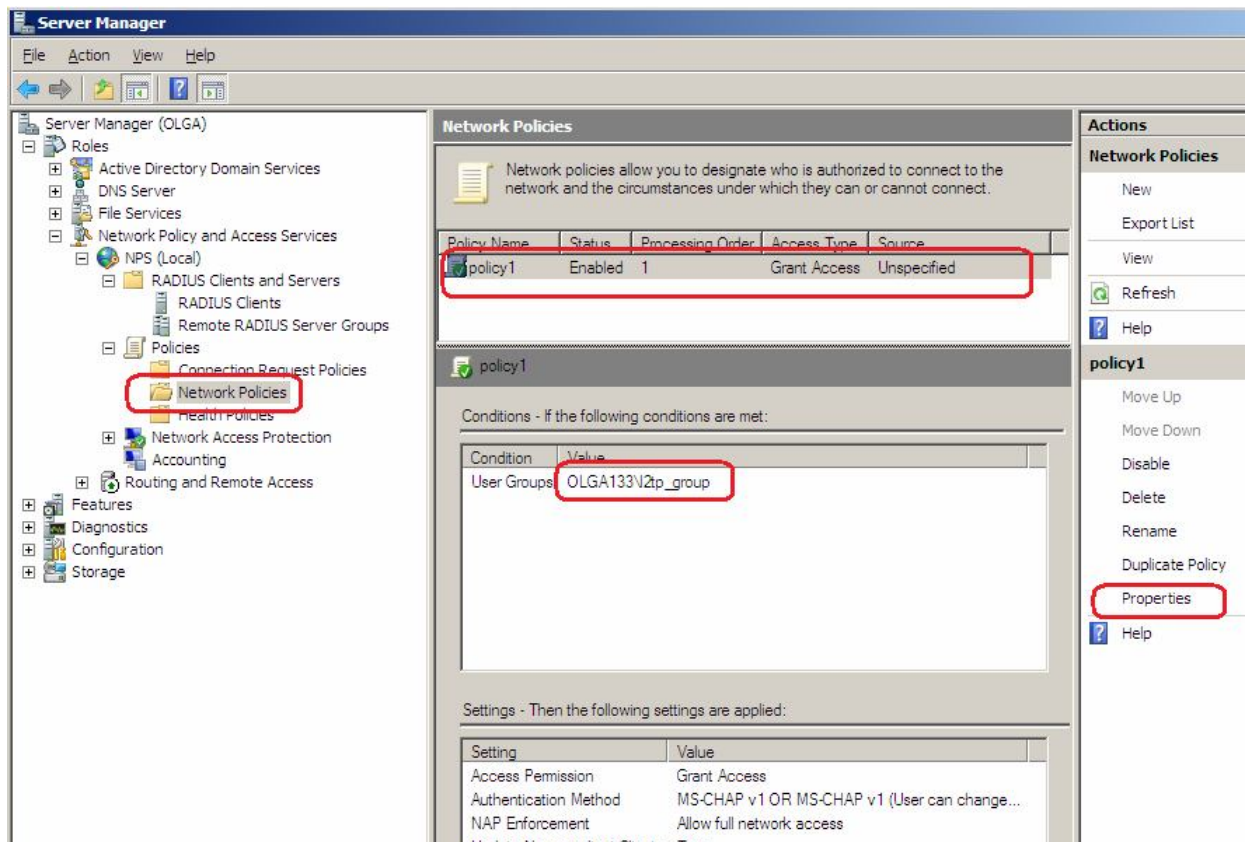 Server Manager
File Action View Help
Server Manager (OLGA)
Roles
Active Directory Domain Services
DNS Server
File Services
Network Policy and Access Services
NPS (Local)
RADIUS Clients and Servers
RADIUS Clients
Remote RADIUS Server Groups
Policies
Connection Request Policies
Network Policies
Health Policies
Network Access Protection
Accounting
Routing and Remote Access
Features
Diagnostics
Configuration
Storage
Network Policies
Network policies allow you to designate who is authorized to connect to the
network and the circumstances under which they can or cannot connect.
Policy Name Status Processing Order Access Type Source
policy1 Enabled 1 Grant Access Unspecified
policy1
Conditions - If the following conditions are met:
Condition Value
User Groups OLGA133\l2tp_group
Settings - Then the following settings are applied:
Setting Value
Access Permission Grant Access
Authentication Method MS-CHAP v1 OR MS-CHAP v1 (User can change...
NAP Enforcement Allow full network access
Actions
Network Policies
New
Export List
View
Refresh
Help
policy1
Move Up
Move Down
Disable
Delete
Rename
Duplicate Policy
Properties
Help